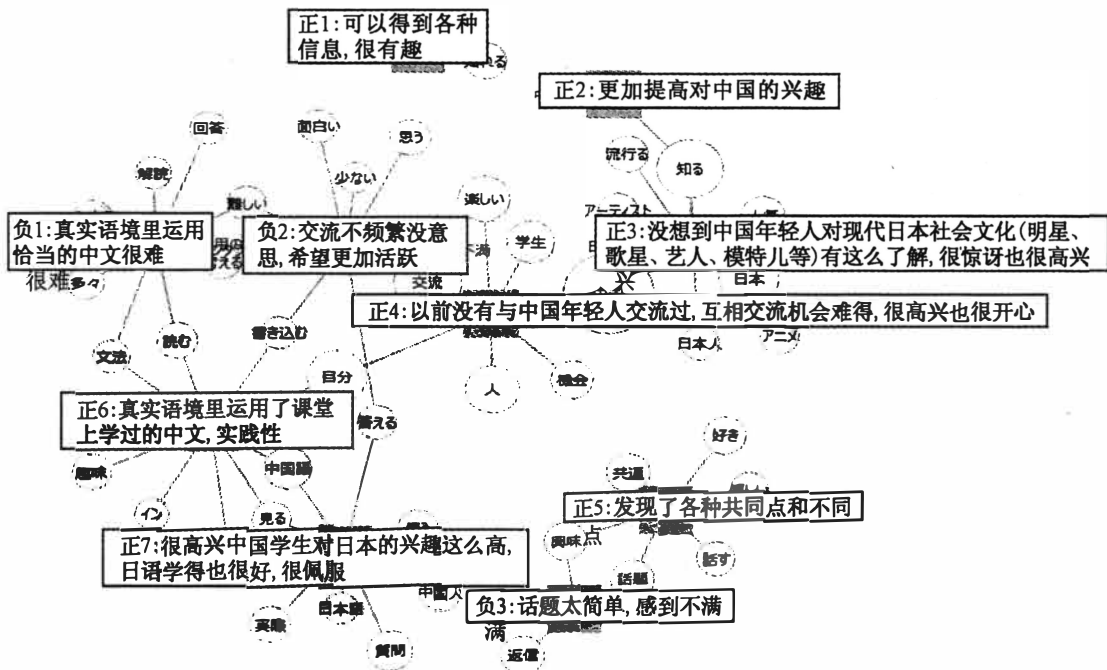 正1:可以得到各种
信息,很有趣
正2:更加提高对中国的兴趣
回答
面白い
思う
流行る
知る
解読
少ない
楽しい
難しい
アーティスト
学生
负1:真实语境里运用
恰当的中文很难
很难
多々
负2:交流不频繁没意
思,希望更加活跃
交流
正3:没想到中国年轻人对现代日本社会文化(明星、
歌星、艺人、模特儿等)有这么了解,很惊讶也很高兴
兴
日本
正4:以前没有与中国年轻人交流过,互相交流机会难得,很高兴也很开心
文法
読む
書き込む
日本人
アニメ
自分
人
機会
正6:真实语境里运用了课堂
上学过的中文,实践性
答える
好き
趣味
中国語
共通
イン
見る
正5:发现了各种共同点和不同
点
興味
話す
話題
正7:很高兴中国学生对日本的兴趣这么高,
日语学得也很好,很佩服
中国人
日本語
実際
質問
负3:话题太简单,感到不满
满
返信